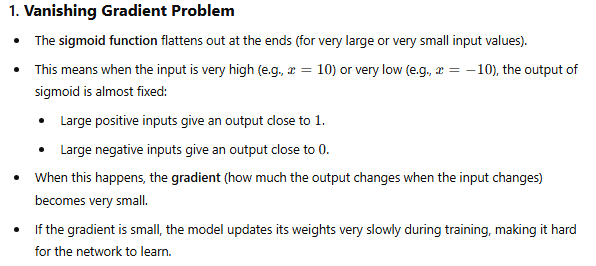 1. Vanishing Gradient Problem
• The sigmoid function flattens out at the ends (for very large or very small input values).
• This means when the input is very high (e.g., x = 10) or very low (e.g., x = −10), the output of
sigmoid is almost fixed:
• Large positive inputs give an output close to 1.
• Large negative inputs give an output close to 0.
• When this happens, the gradient (how much the output changes when the input changes)
becomes very small.
• If the gradient is small, the model updates its weights very slowly during training, making it hard
for the network to learn.